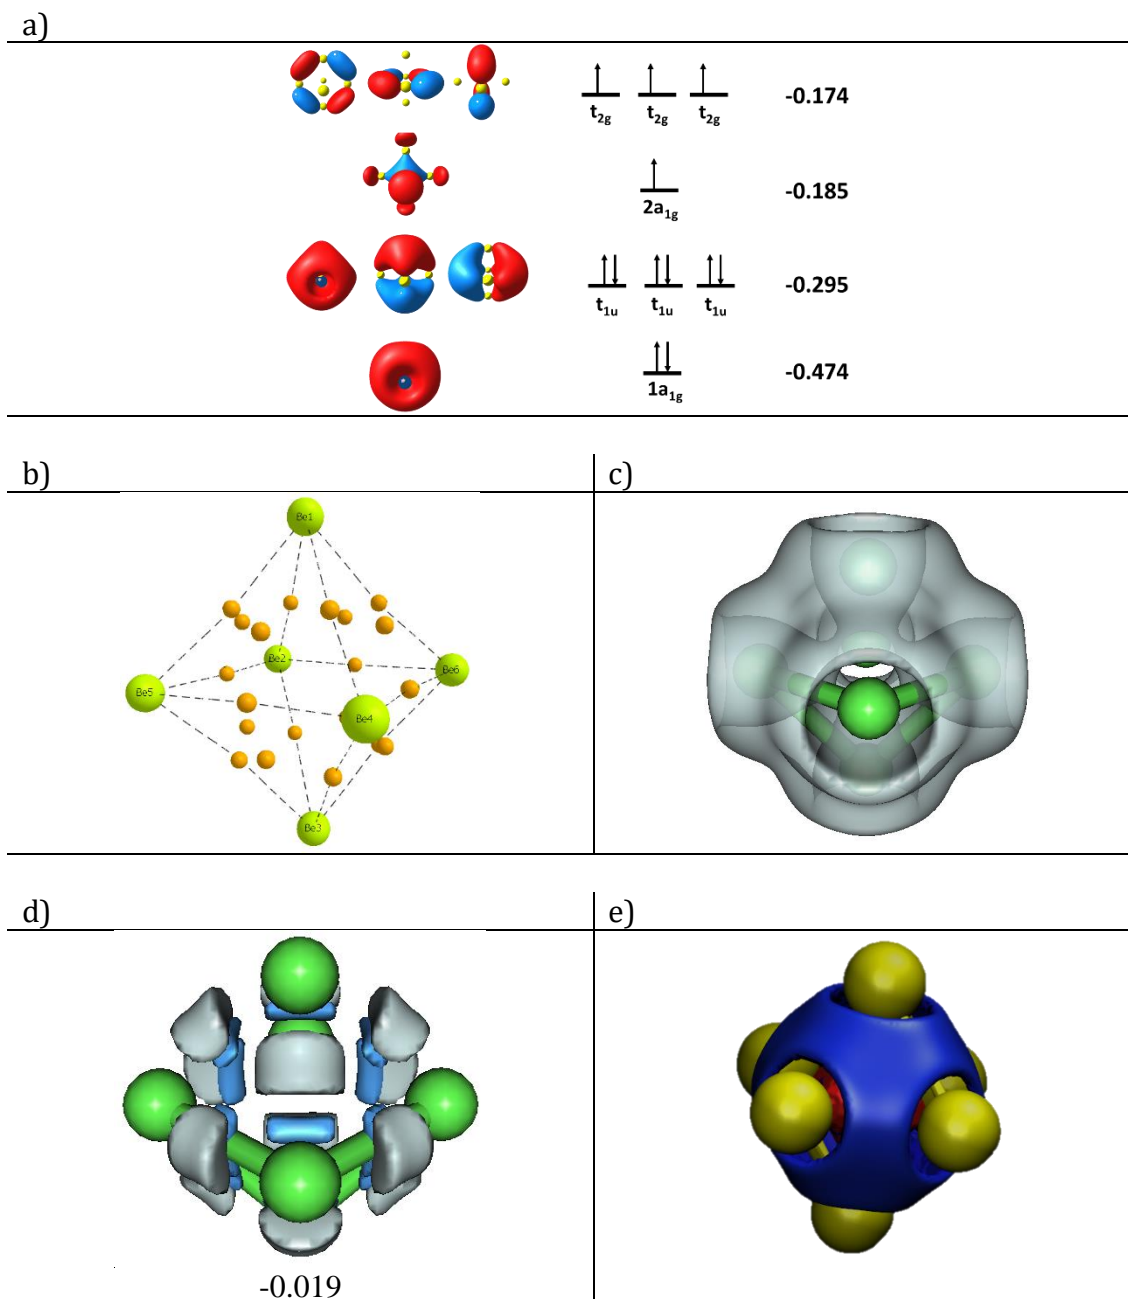 a)
t₂g t₂g t₂g -0.174
2a₁g -0.185
t₁u t₁u t₁u -0.295
1a₁g -0.474
b) c)
Be1
Be2
Be6
Be5
Be4
Be3
d) e)
-0.019